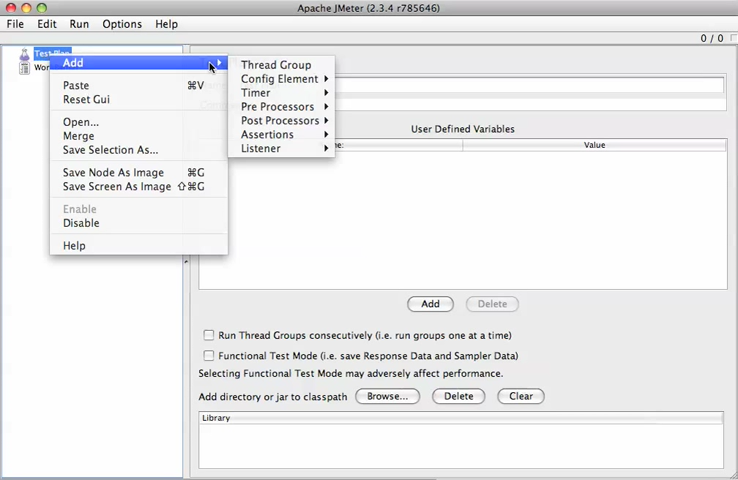 Apache JMeter (2.3.4 r785646)
File Edit Run Options Help
0 / 0
Test Plan
Add
Thread Group
Config Element
Timer
Pre Processors
Post Processors
Assertions
Listener
Wor
Paste ⌘V
Reset Gui
Open...
Merge
Save Selection As...
Save Node As Image ⌘G
Save Screen As Image ⇧⌘G
Enable
Disable
Help
User Defined Variables
me: Value
Add Delete
Run Thread Groups consecutively (i.e. run groups one at a time)
Functional Test Mode (i.e. save Response Data and Sampler Data)
Selecting Functional Test Mode may adversely affect performance.
Add directory or jar to classpath Browse... Delete Clear
Library